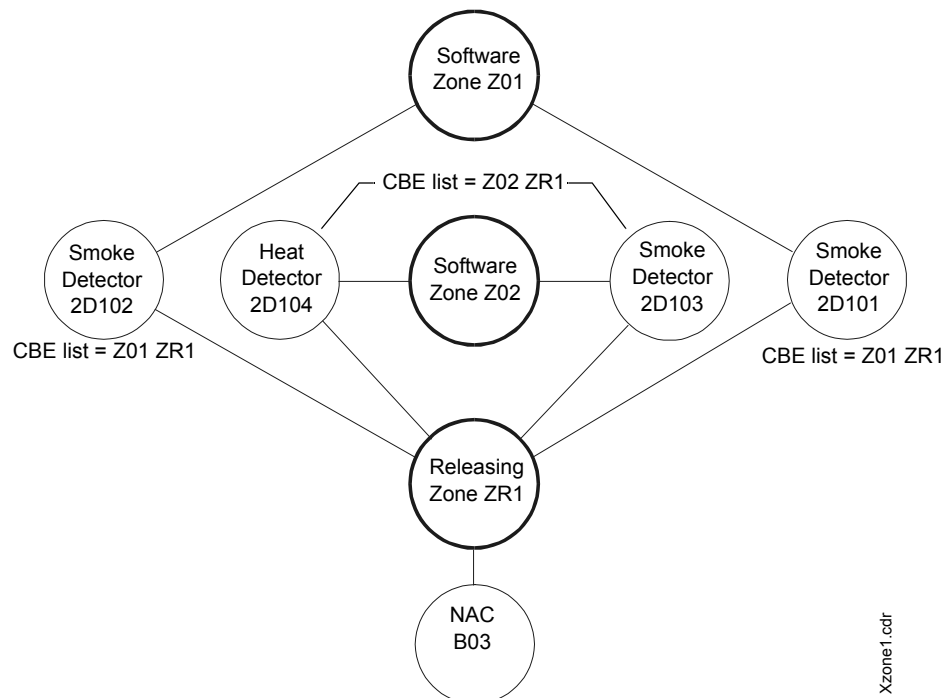 Software
Zone Z01
CBE list = Z02 ZR1
Smoke
Detector
2D102
Heat
Detector
2D104
Software
Zone Z02
Smoke
Detector
2D103
Smoke
Detector
2D101
CBE list = Z01 ZR1
CBE list = Z01 ZR1
Releasing
Zone ZR1
NAC
B03
Xzone1.cdr